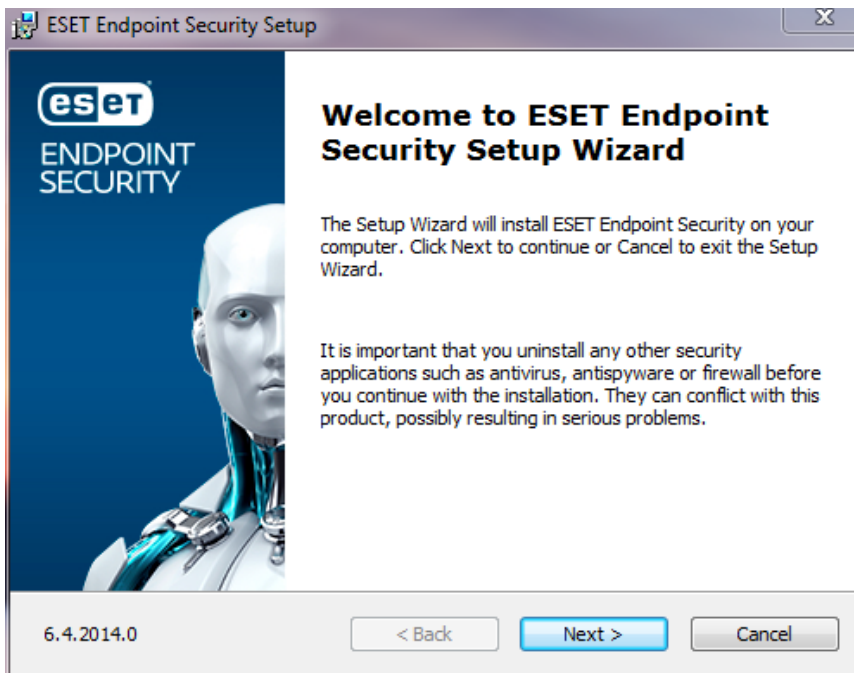 ESET Endpoint Security Setup
eseT
ENDPOINT
SECURITY
Welcome to ESET Endpoint
Security Setup Wizard
The Setup Wizard will install ESET Endpoint Security on your
computer. Click Next to continue or Cancel to exit the Setup
Wizard.
It is important that you uninstall any other security
applications such as antivirus, antispyware or firewall before
you continue with the installation. They can conflict with this
product, possibly resulting in serious problems.
6.4.2014.0
< Back
Next >
Cancel